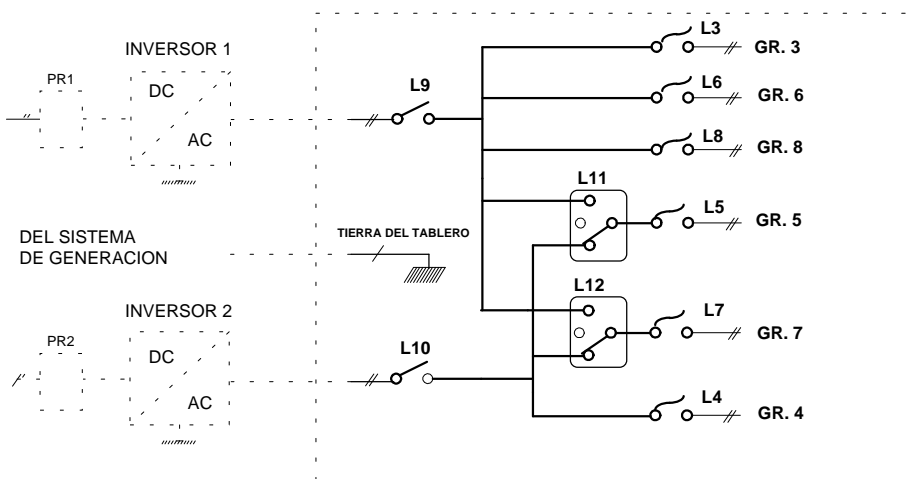 L3
GR. 3
INVERSOR 1
PR1
DC
AC
L9
L6
GR. 6
L8
GR. 8
L11
L5
GR. 5
DEL SISTEMA
DE GENERACION
TIERRA DEL TABLERO
L12
L7
GR. 7
INVERSOR 2
PR2
DC
AC
L10
L4
GR. 4